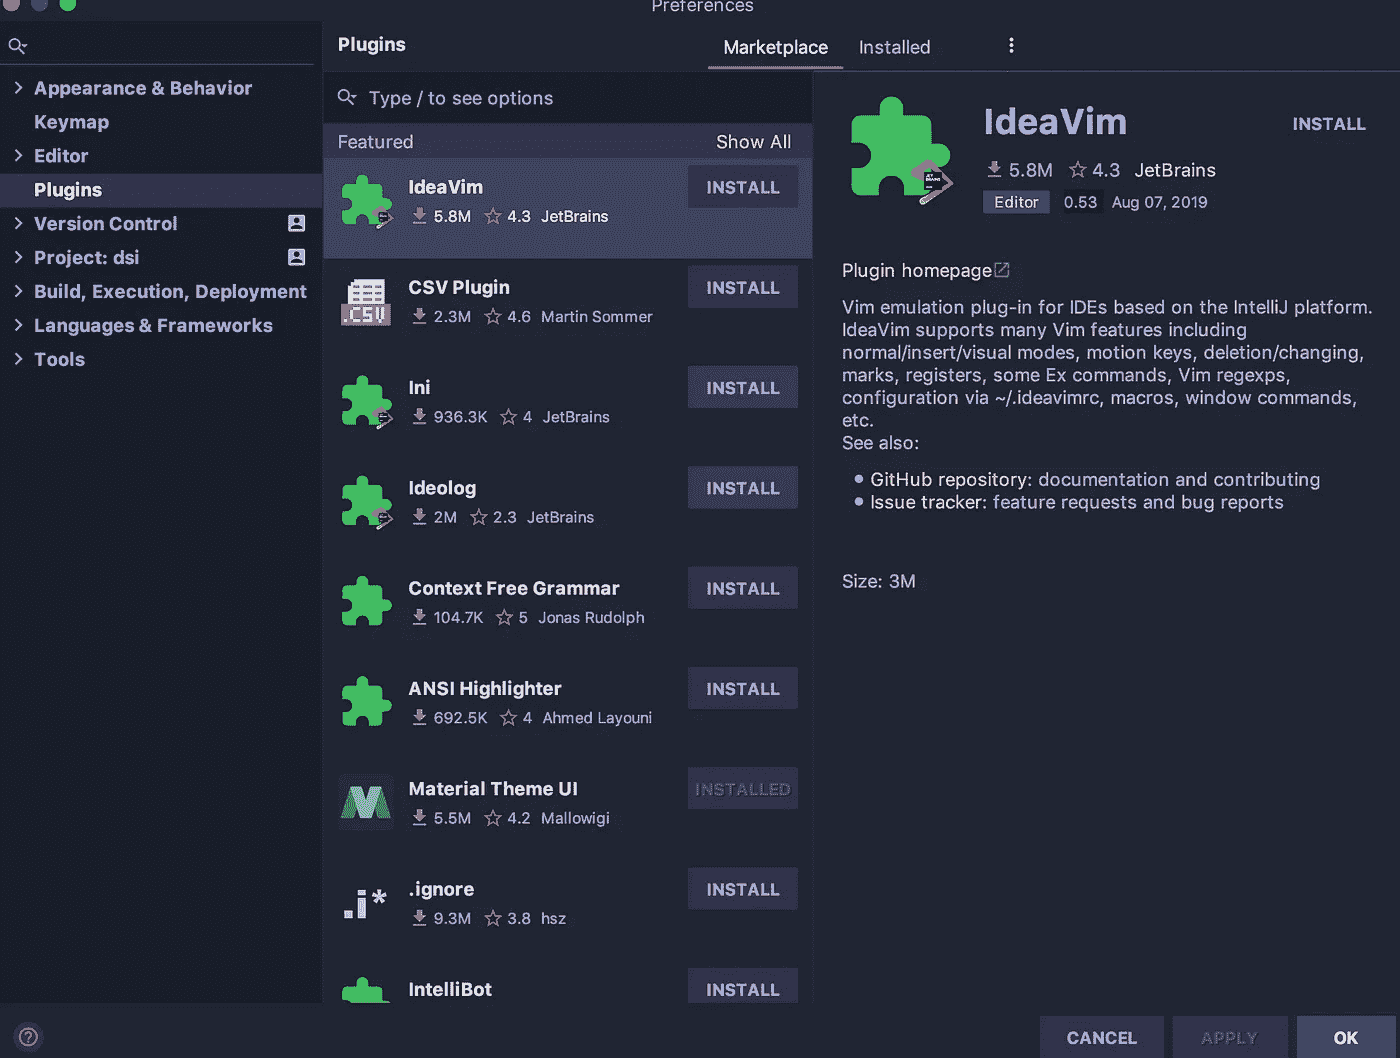 Preferences
Plugins
Marketplace
Installed
Appearance & Behavior
Keymap
Editor
Plugins
Version Control
Project: dsi
Build, Execution, Deployment
Languages & Frameworks
Tools
Type / to see options
Featured
Show All
IdeaVim
INSTALL
5.8M 4.3 JetBrains
CSV Plugin
INSTALL
.CSV
2.3M 4.6 Martin Sommer
Ini
INSTALL
936.3K 4 JetBrains
Ideolog
INSTALL
2M 2.3 JetBrains
Context Free Grammar
INSTALL
104.7K 5 Jonas Rudolph
ANSI Highlighter
INSTALL
692.5K 4 Ahmed Layouni
Material Theme UI
INSTALLED
5.5M 4.2 Mallowigi
.i*
.ignore
INSTALL
9.3M 3.8 hsz
IntelliBot
INSTALL
IdeaVim
INSTALL
JET
BRAINS
5.8M 4.3 JetBrains
Editor 0.53 Aug 07, 2019
Plugin homepage
Vim emulation plug-in for IDEs based on the IntelliJ platform.
IdeaVim supports many Vim features including
normal/insert/visual modes, motion keys, deletion/changing,
marks, registers, some Ex commands, Vim regexps,
configuration via ~/.ideavimrc, macros, window commands,
etc.
See also:
GitHub repository: documentation and contributing
Issue tracker: feature requests and bug reports
Size: 3M
?
CANCEL
APPLY
OK